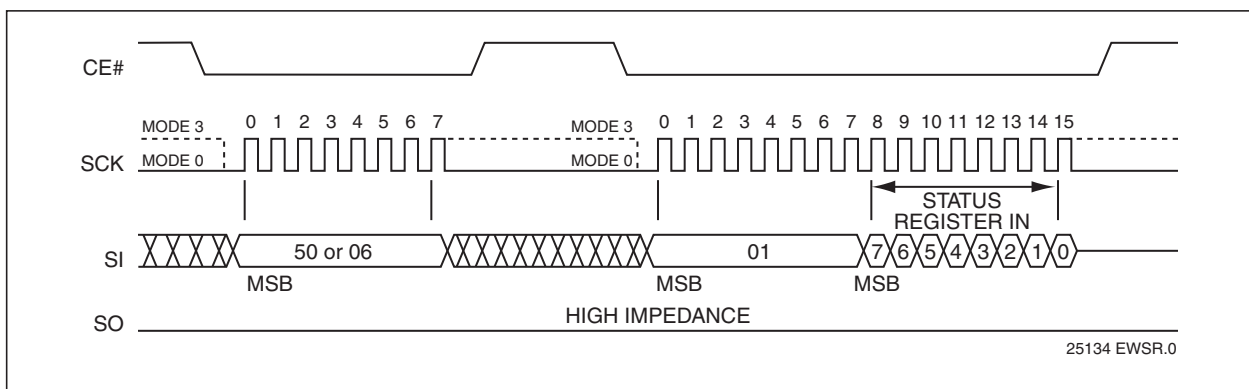 CE#
0 1 2 3 4 5 6 7 0 1 2 3 4 5 6 7 8 9 10 11 12 13 14 15
MODE 3 MODE 3
SCK
MODE 0 MODE 0
STATUS
REGISTER IN
SI 50 or 06 01 7 6 5 4 3 2 1 0
MSB MSB MSB
SO HIGH IMPEDANCE
25134 EWSR.0